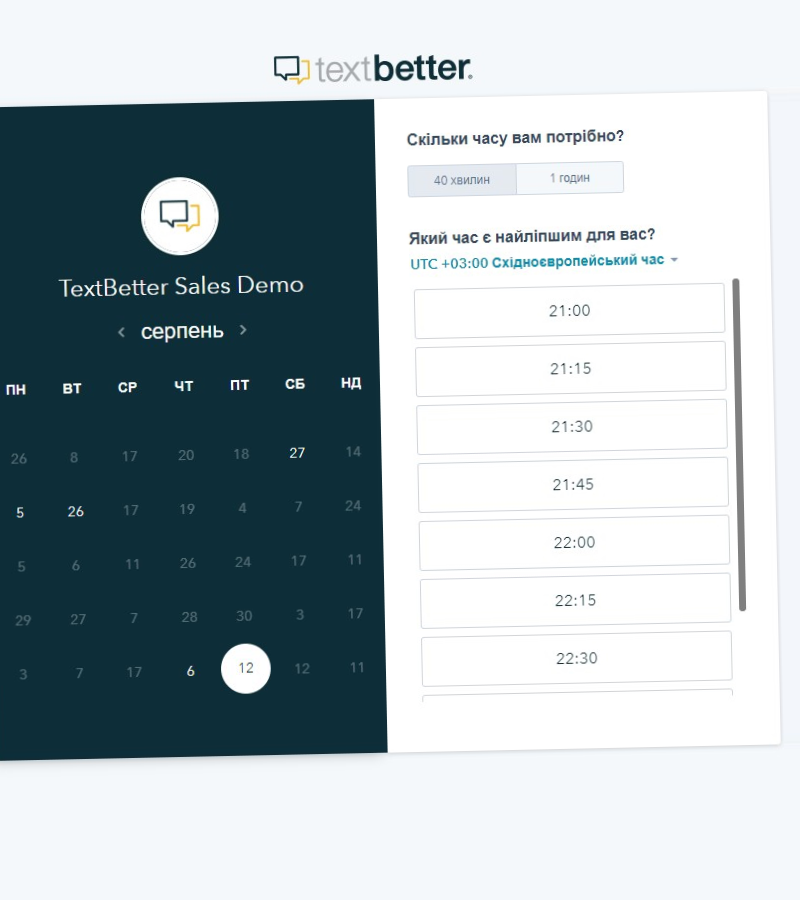 textbetter.
TextBetter Sales Demo
серпень
ПН ВТ СР ЧТ ПТ СБ НД
26 8 17 20 18 27 14
5 26 17 19 4 7 24
5 6 11 26 24 17 11
29 27 7 28 30 3 17
3 7 17 6 12 12 11
Скільки часу вам потрібно?
40 хвилин 1 годин
Який час є найліпшим для вас?
UTC +03:00 Східноєвропейський час
21:00
21:15
21:30
21:45
22:00
22:15
22:30